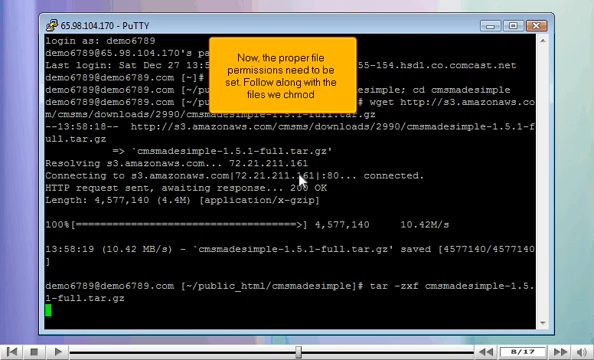 65.98.104.170 - PuTTY
login as: demo6789
demo6789@65.98.104.170's pa
Last login: Sat Dec 27 13:5 55-154.hsd1.co.comcast.net
demo6789@demo6789.com [~]#
demo6789@demo6789.com [~/pu esimple; cd cmsmadesimple
demo6789@demo6789.com [~/pu # wget http://s3.amazonaws.co
m/cmsms/downloads/2990/cmsmadesimple-1.5.1-full.tar.gz
--13:58:18-- http://s3.amazonaws.com/cmsms/downloads/2990/cmsmadesimple-1.5.1-f
ull.tar.gz
=> `cmsmadesimple-1.5.1-full.tar.gz'
Resolving s3.amazonaws.com... 72.21.211.161
Connecting to s3.amazonaws.com|72.21.211.161|:80... connected.
HTTP request sent, awaiting response... 200 OK
Length: 4,577,140 (4.4M) [application/x-gzip]
100%[=====================================>] 4,577,140 10.42M/s
13:58:19 (10.42 MB/s) - `cmsmadesimple-1.5.1-full.tar.gz' saved [4577140/4577140
]
demo6789@demo6789.com [~/public_html/cmsmadesimple]# tar -zxf cmsmadesimple-1.5.
1-full.tar.gz
Now, the proper file
permissions need to be
set. Follow along with the
files we chmod
8/17